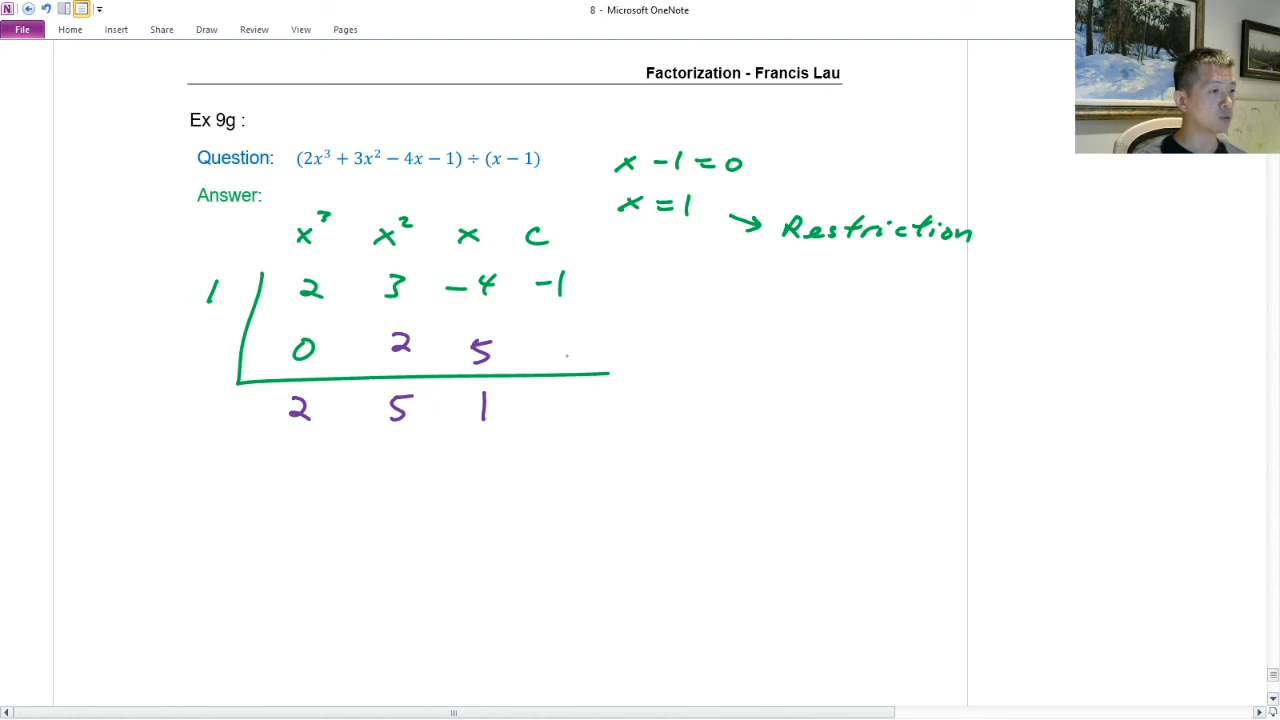 8 - Microsoft OneNote
File Home Insert Share Draw Review View Pages
Factorization - Francis Lau
Ex 9g :
Question: (2x³ + 3x² − 4x − 1) ÷ (x − 1)
x - 1 = 0
Answer:
x = 1
→ Restriction
x³ x² x c
1 2 3 -4 -1
0 2 5
2 5 1